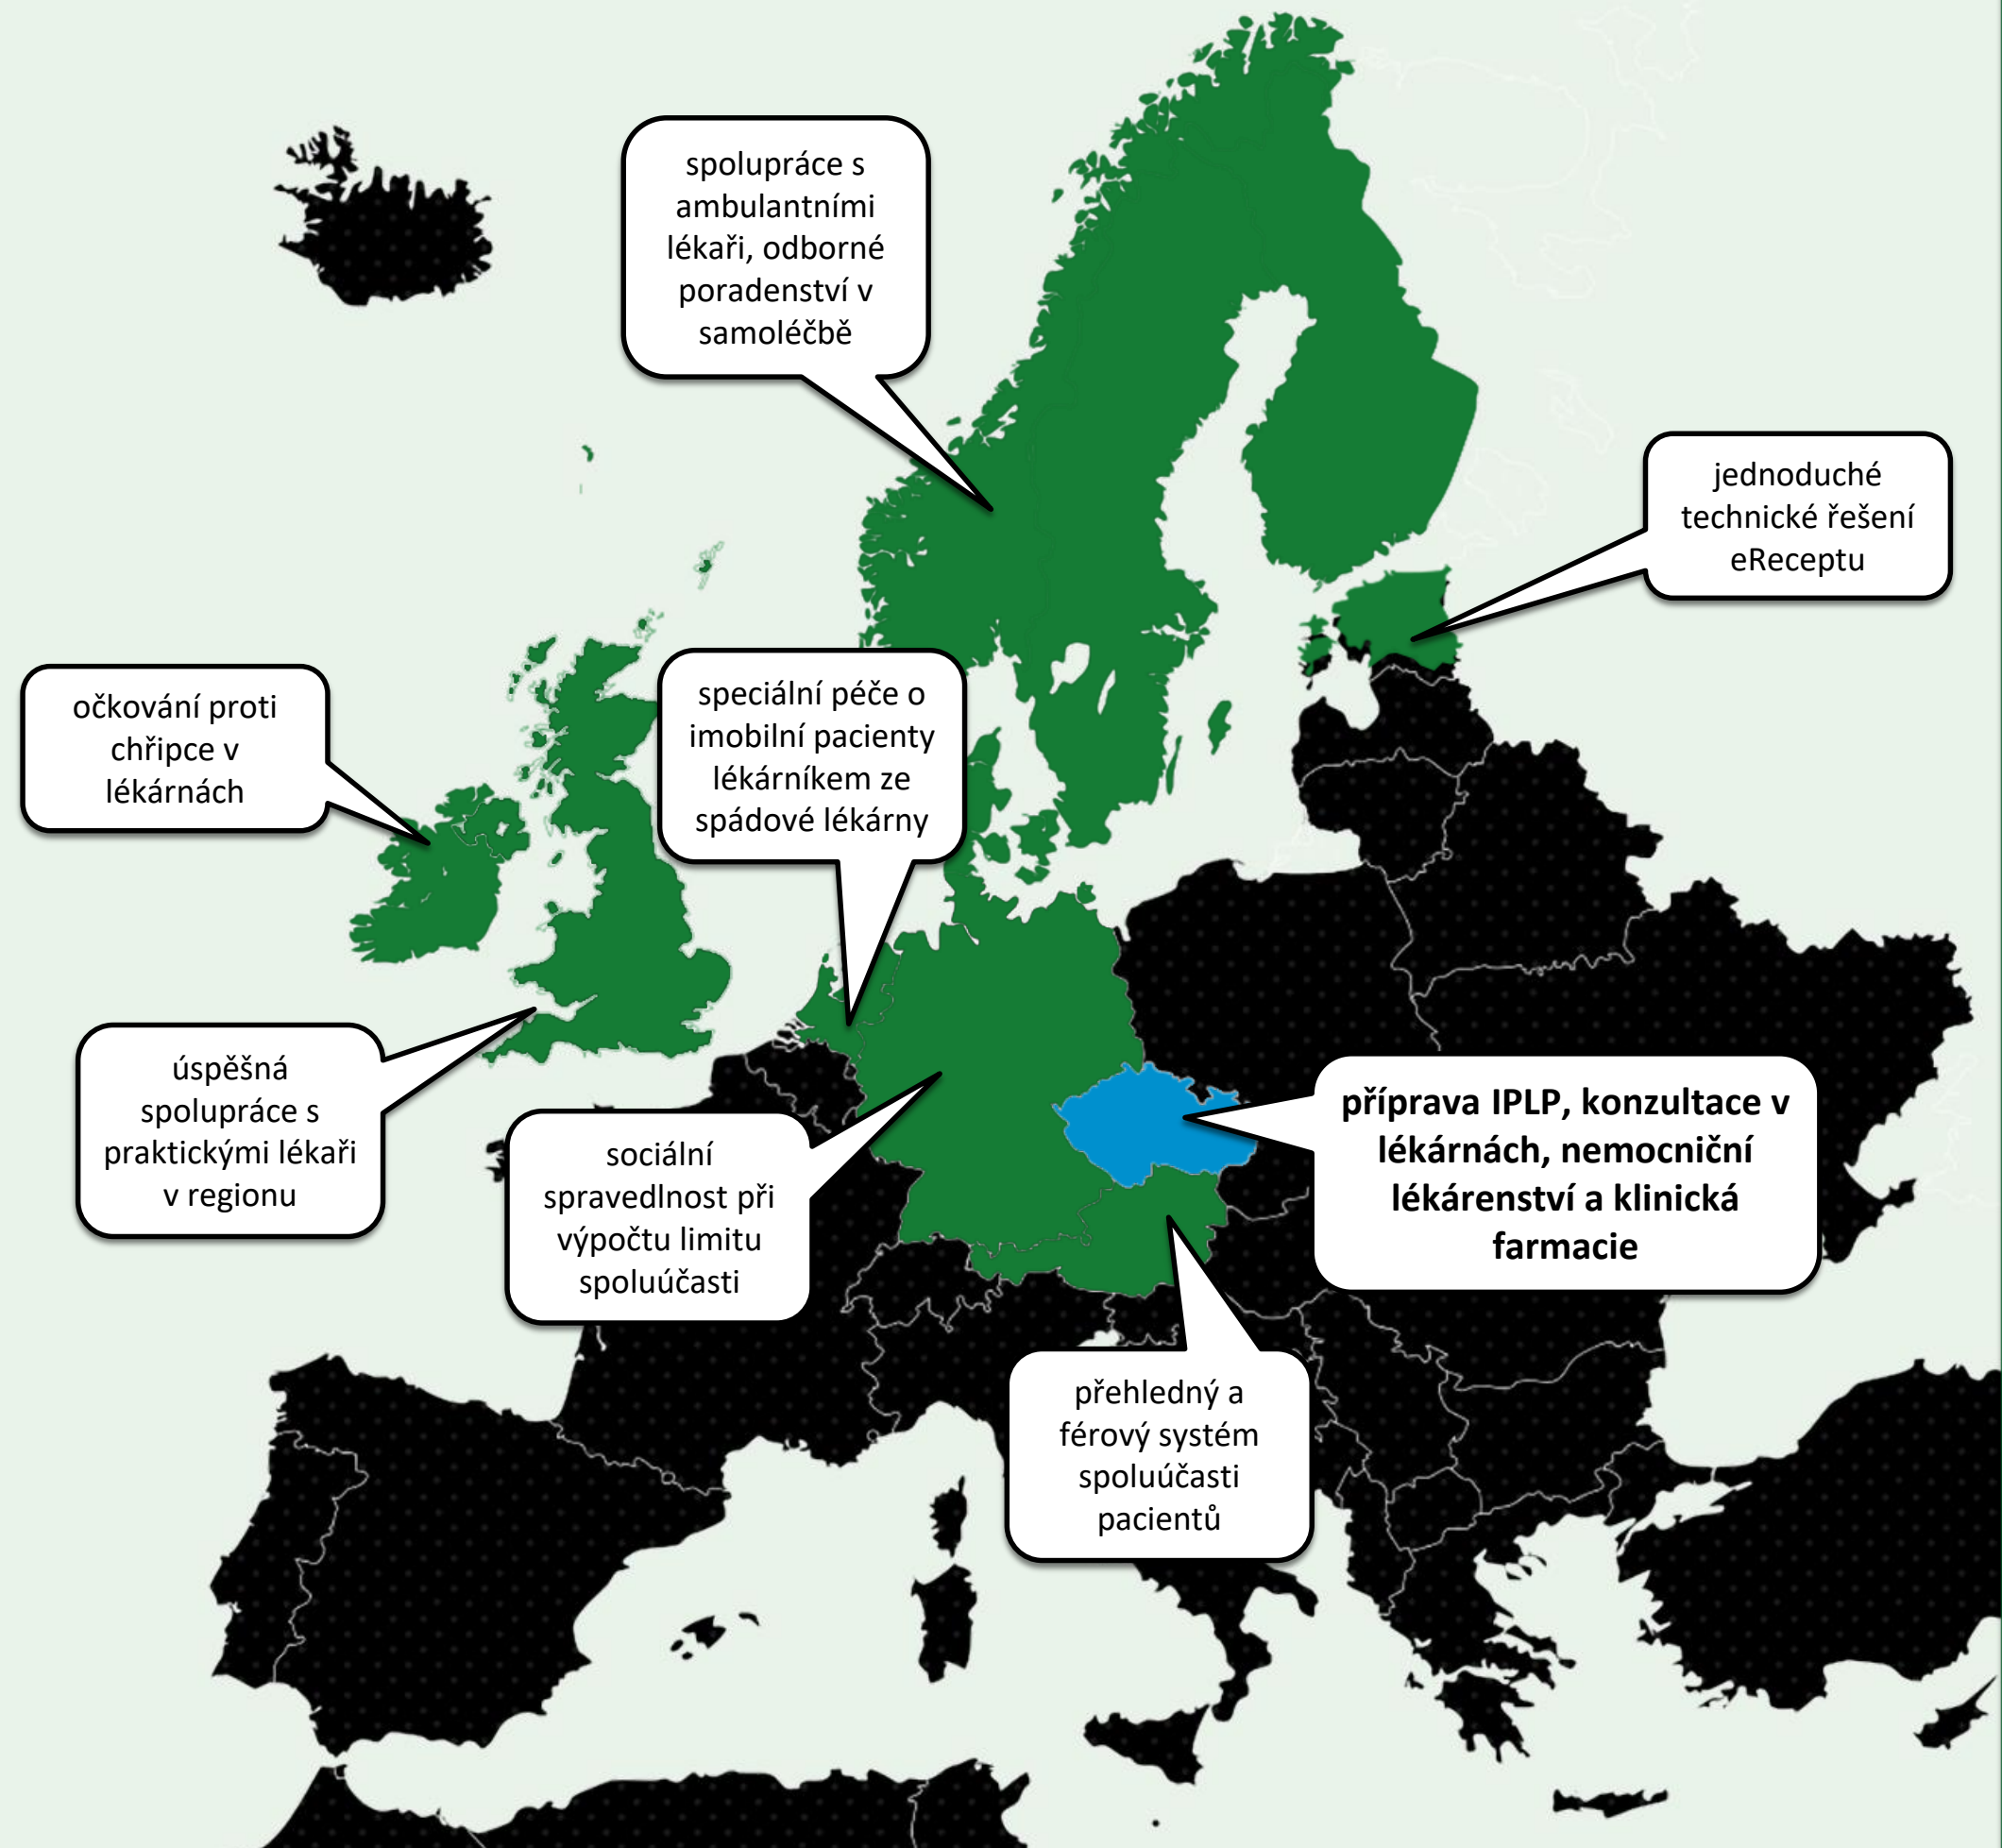 spolupráce s
ambulantními
lékaři, odborné
poradenství v
samoléčbě
jednoduché
technické řešení
eReceptu
očkování proti
chřipce v
lékárnách
speciální péče o
imobilní pacienty
lékárníkem ze
spádové lékárny
úspěšná
spolupráce s
praktickými lékaři
v regionu
sociální
spravedlnost při
výpočtu limitu
spoluúčasti
příprava IPLP, konzultace v
lékárnách, nemocniční
lékárenství a klinická
farmacie
přehledný a
férový systém
spoluúčasti
pacientů